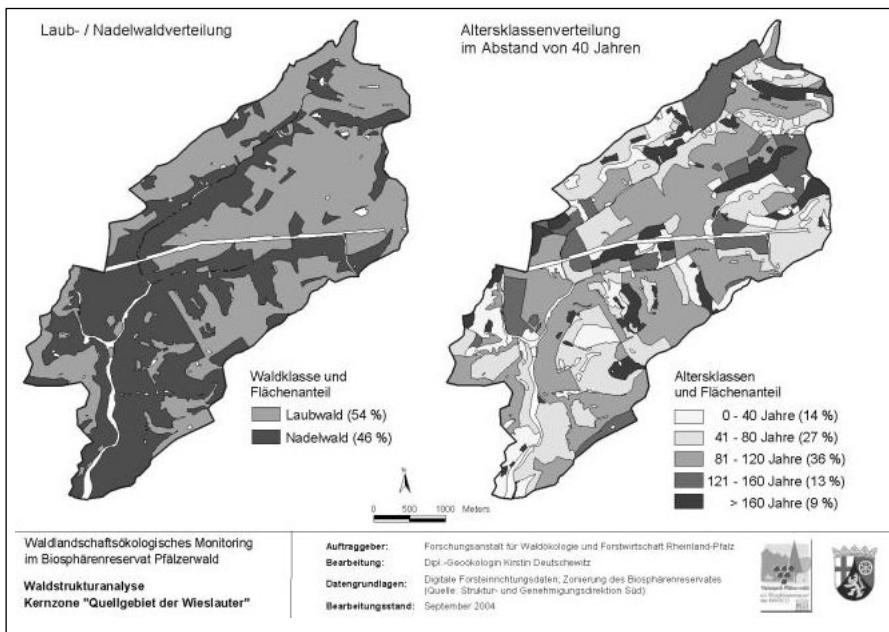 Laub- / Nadelwaldverteilung
Altersklassenverteilung
im Abstand von 40 Jahren
Waldklasse und
Flächenanteil
Laubwald (54 %)
Nadelwald (46 %)
Altersklassen
und Flächenanteil
0 - 40 Jahre (14 %)
41 - 80 Jahre (27 %)
81 - 120 Jahre (36 %)
121 - 160 Jahre (13 %)
> 160 Jahre (9 %)
N
0 500 1000 Meters
Waldlandschaftsökologisches Monitoring
im Biosphärenreservat Pfälzerwald
Waldstrukturanalyse
Kernzone "Quellgebiet der Wieslauter"
Auftraggeber: Forschungsanstalt für Waldökologie und Forstwirtschaft Rheinland-Pfalz
Bearbeitung: Dipl.-Geoökologin Kirstin Deutschewitz
Datengrundlagen: Digitale Forsteinrichtungsdaten; Zonierung des Biosphärenreservates
(Quelle: Struktur- und Genehmigungsdirektion Süd)
Bearbeitungsstand: September 2004
Naturpark Pfälzerwald